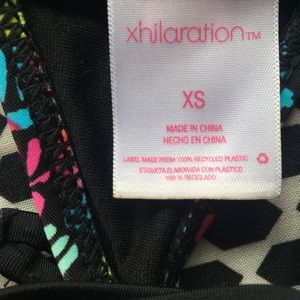 xhilaration™
XS
MADE IN CHINA
HECHO EN CHINA
LABEL MADE FROM 100% RECYCLED PLASTIC
ETIQUETA ELABORADA CON PLÁSTICO
100 % RECICLADO